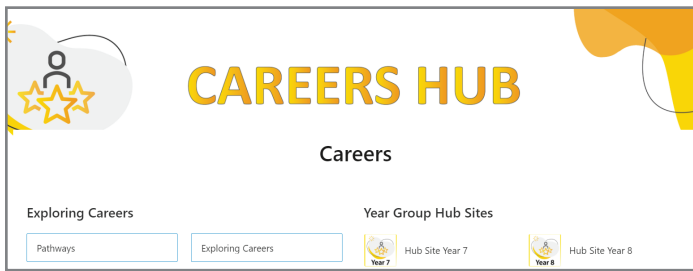 CAREERS HUB
Careers
Exploring Careers
Pathways
Exploring Careers
Year Group Hub Sites
Year 7
Hub Site Year 7
Year 8
Hub Site Year 8